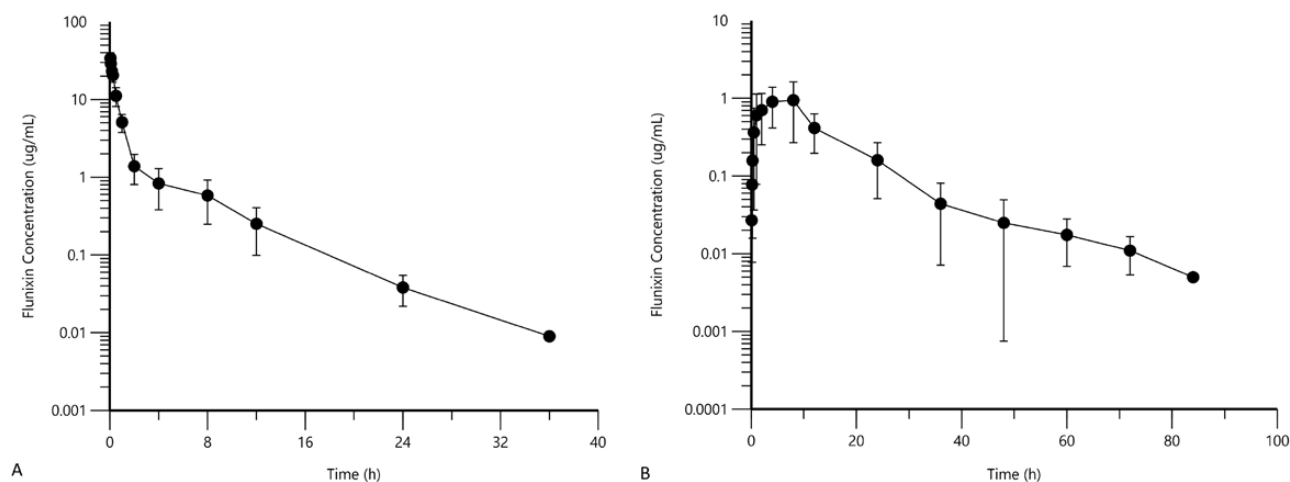 100
10
1
0.1
0.01
0.001
Flunixin Concentration (ug/mL)
0 8 16 24 32 40
Time (h)
A
10
1
0.1
0.01
0.001
0.0001
Flunixin Concentration (ug/mL)
0 20 40 60 80 100
Time (h)
B